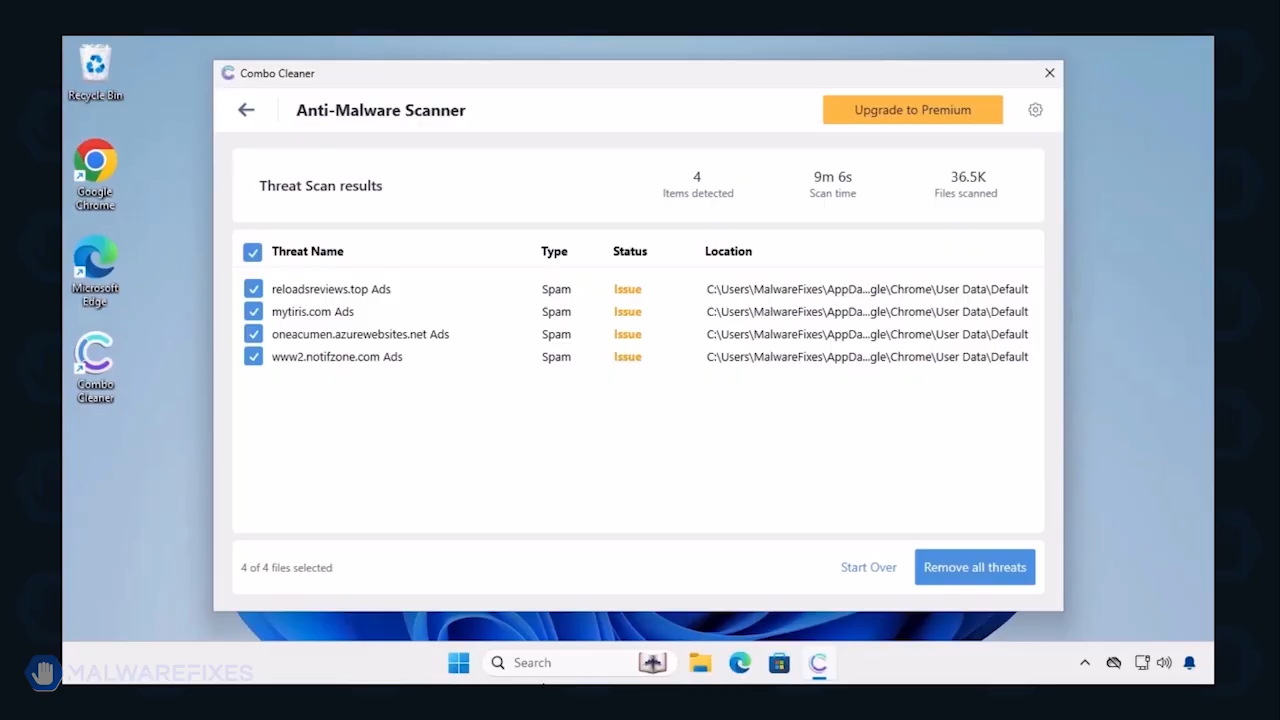 Recycle Bin
Google
Chrome
Microsoft
Edge
Combo
Cleaner
Combo Cleaner
Anti-Malware Scanner
Upgrade to Premium
Threat Scan results
4
Items detected
9m 6s
Scan time
36.5K
Files scanned
Threat Name Type Status Location
reloadsreviews.top Ads Spam Issue C:\Users\MalwareFixes\AppDa...gle\Chrome\User Data\Default
mytiris.com Ads Spam Issue C:\Users\MalwareFixes\AppDa...gle\Chrome\User Data\Default
oneacumen.azurewebsites.net Ads Spam Issue C:\Users\MalwareFixes\AppDa...gle\Chrome\User Data\Default
www2.notifzone.com Ads Spam Issue C:\Users\MalwareFixes\AppDa...gle\Chrome\User Data\Default
4 of 4 files selected
Start Over
Remove all threats
Search
MALWAREFIXES